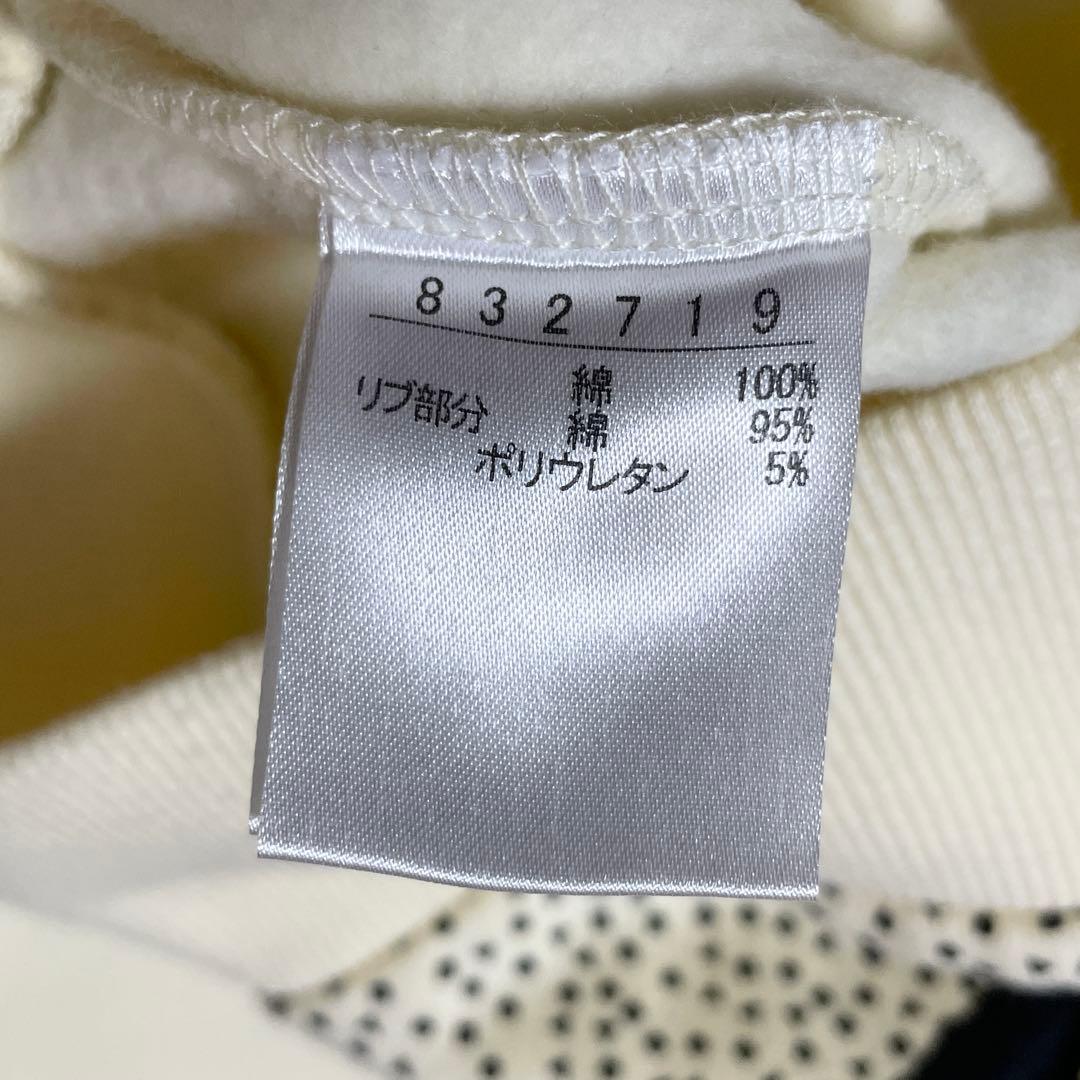 832719
綿 100%
リブ部分 綿 95%
ポリウレタン 5%